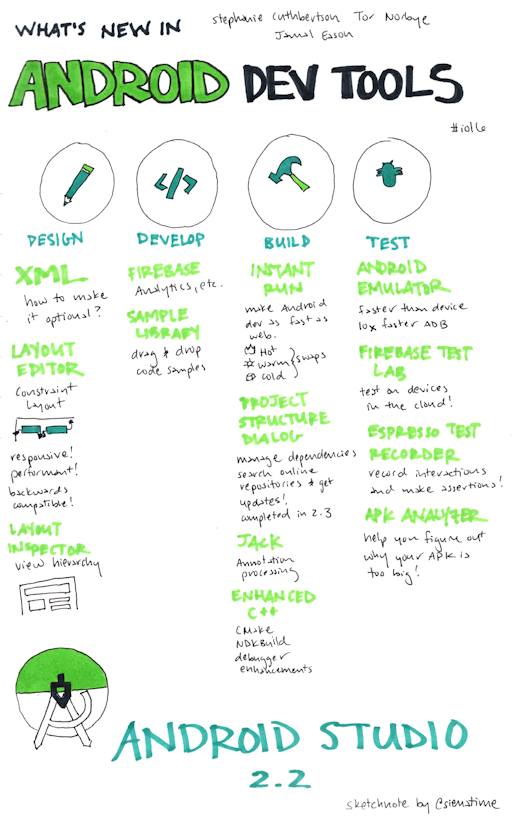 WHAT'S NEW IN
stephanie Cuthbertson Tor Norbye
Jamal Eason
ANDROID DEV TOOLS
#io16
DESIGN
XML
how to make
it optional?
LAYOUT
EDITOR
Constraint
Layout
responsive!
performant!
backwards
compatible!
LAYOUT
INSPECTOR
view hierarchy
DEVELOP
FIREBASE
Analytics, etc.
SAMPLE
LIBRARY
drag & drop
code samples
BUILD
INSTANT
RUN
make Android
dev as fast as
web.
Hot
warm
cold
swaps
PROJECT
STRUCTURE
DIALOG
manage dependencies
search online
repositories & get
updates!
completed in 2.3
JACK
Annotation
processing
ENHANCED
C++
CMake
NDKBuild
debugger
enhancements
TEST
ANDROID
EMULATOR
faster than device
10x faster ADB
FIREBASE TEST
LAB
test on devices
in the cloud!
ESPRESSO TEST
RECORDER
record interactions
and make assertions!
APK ANALYZER
help you figure out
why your APK is
too big!
ANDROID STUDIO
2.2
sketchnote by @sienatime